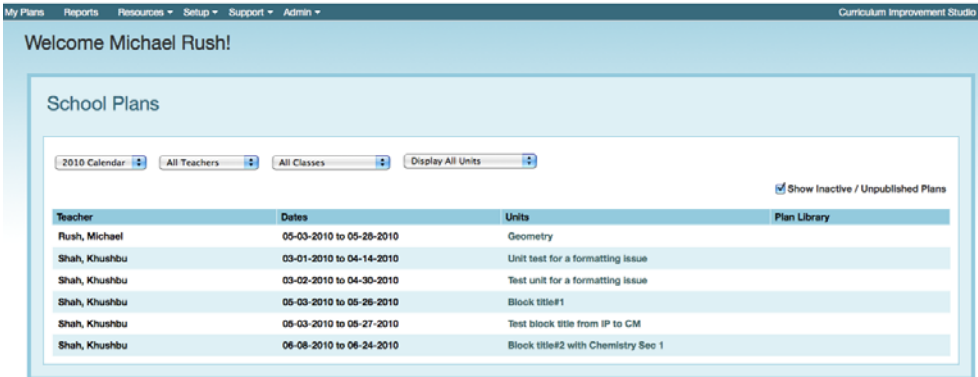 My Plans Reports Resources Setup Support Admin Curriculum Improvement Studio
Welcome Michael Rush!
School Plans
2010 Calendar All Teachers All Classes Display All Units
Show Inactive / Unpublished Plans
Teacher Dates Units Plan Library
Rush, Michael 05-03-2010 to 05-28-2010 Geometry
Shah, Khushbu 03-01-2010 to 04-14-2010 Unit test for a formatting issue
Shah, Khushbu 03-02-2010 to 04-30-2010 Test unit for a formatting issue
Shah, Khushbu 05-03-2010 to 05-26-2010 Block title#1
Shah, Khushbu 05-03-2010 to 05-27-2010 Test block title from IP to CM
Shah, Khushbu 06-08-2010 to 06-24-2010 Block title#2 with Chemistry Sec 1